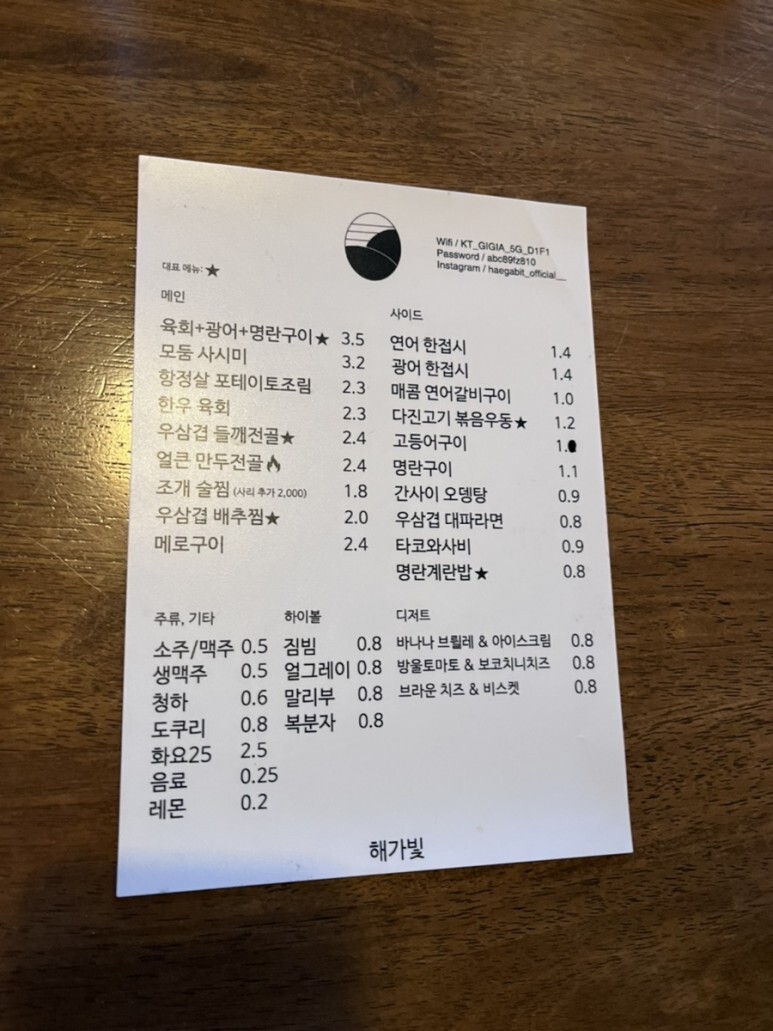 Wifi / KT_GIGIA_5G_D1F1
Password / abc89fz810
Instagram / haegabit_official__
대표 메뉴:★
메인
육회+광어+명란구이★ 3.5
모둠 사시미 3.2
항정살 포테이토조림 2.3
한우 육회 2.3
우삼겹 들깨전골★ 2.4
얼큰 만두전골 2.4
조개 술찜 (사리 추가 2,000) 1.8
우삼겹 배추찜★ 2.0
메로구이 2.4
사이드
연어 한접시 1.4
광어 한접시 1.4
매콤 연어갈비구이 1.0
다진고기 볶음우동★ 1.2
고등어구이
명란구이 1.1
간사이 오뎅탕 0.9
우삼겹 대파라면 0.8
타코와사비 0.9
명란계란밥★ 0.8
주류, 기타
소주/맥주 0.5
생맥주 0.5
청하 0.6
도쿠리 0.8
화요25 2.5
음료 0.25
레몬 0.2
하이볼
짐빔 0.8
얼그레이 0.8
말리부 0.8
복분자 0.8
디저트
바나나 브륄레 & 아이스크림 0.8
방울토마토 & 보코치니치즈 0.8
브라운 치즈 & 비스켓 0.8
해가빛